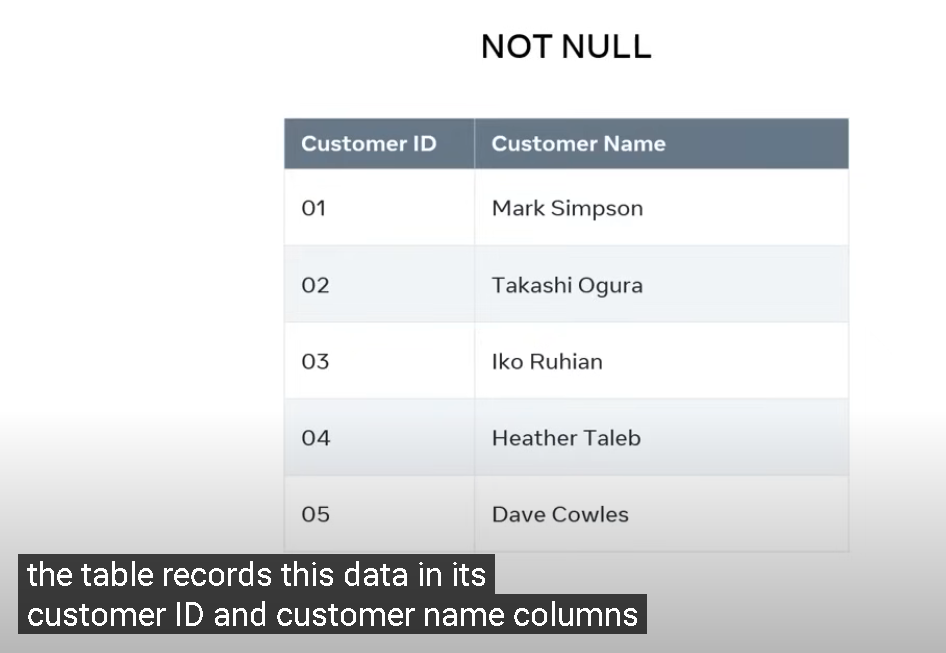 NOT NULL
Customer ID Customer Name
01 Mark Simpson
02 Takashi Ogura
03 Iko Ruhian
04 Heather Taleb
05 Dave Cowles
the table records this data in its
customer ID and customer name columns